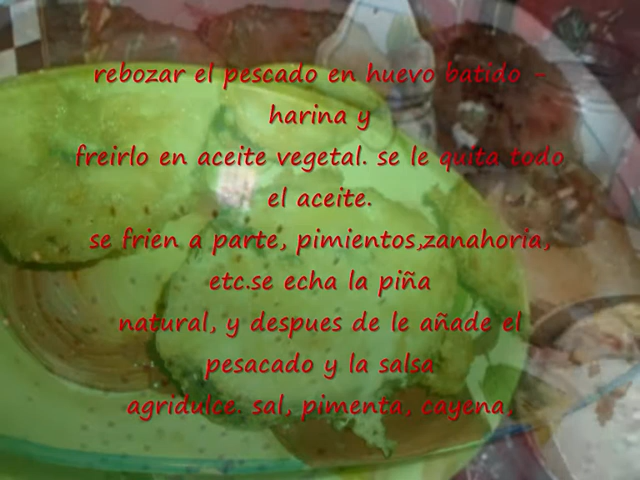 rebozar el pescado en huevo batido -
harina y
freirlo en aceite vegetal. se le quita todo
el aceite.
se frien a parte, pimientos,zanahoria,
etc.se echa la piña
natural, y despues de le añade el
pesacado y la salsa
agridulce. sal, pimenta, cayena,